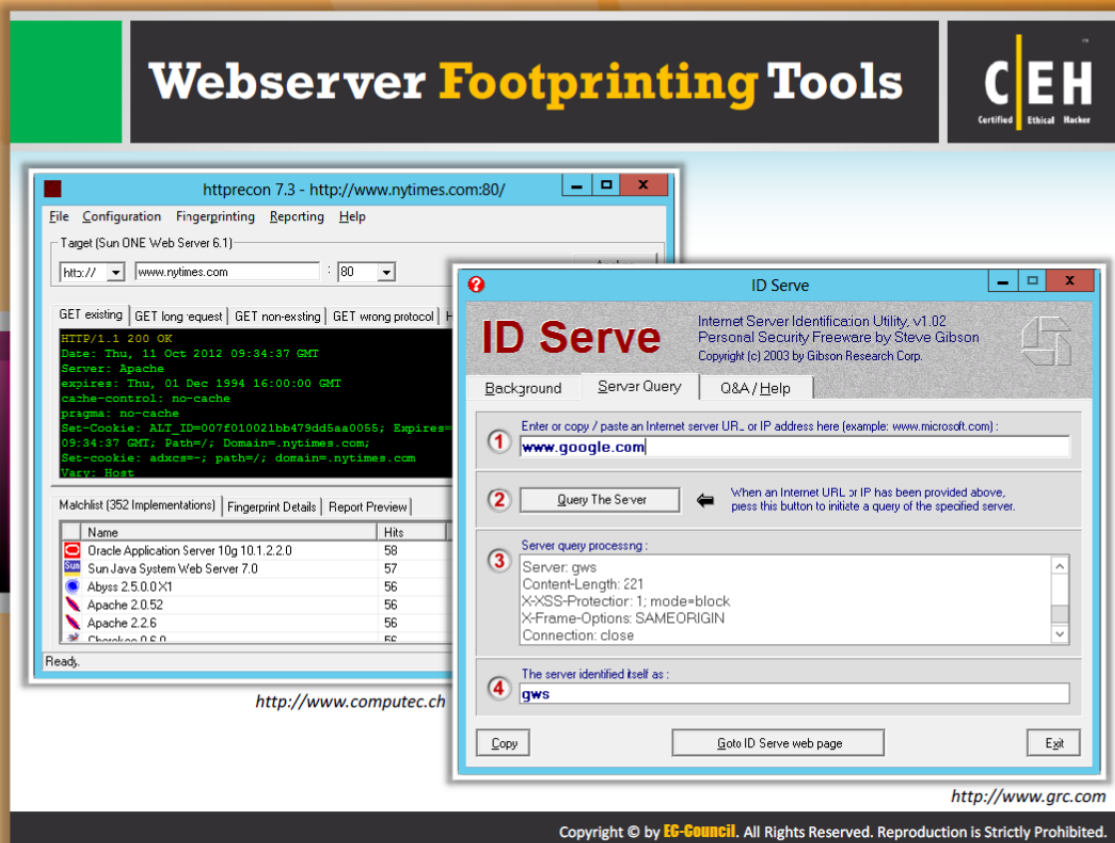 Webserver Footprinting Tools
CEH
Certified Ethical Hacker
httprecon 7.3 - http://www.nytimes.com:80/
File Configuration Fingerprinting Reporting Help
Target (Sun ONE Web Server 6.1)
http:// www.nytimes.com : 80
GET existing GET long request GET non-existing GET wrong protocol
HTTP/1.1 200 OK
Date: Thu, 11 Oct 2012 09:34:37 GMT
Server: Apache
expires: Thu, 01 Dec 1994 16:00:00 GMT
cache-control: no-cache
pragma: no-cache
Set-Cookie: ALT_ID=007f010021bb479dd5aa0055; Expires=
09:34:37 GMT; Path=/; Domain=.nytimes.com;
Set-cookie: adxcs=-; path=/; domain=.nytimes.com
Vary: Host
Matchlist (352 Implementations) Fingerprint Details Report Preview
Name Hits
Oracle Application Server 10g 10.1.2.2.0 58
Sun Java System Web Server 7.0 57
Abyss 2.5.0.0 X1 56
Apache 2.0.52 56
Apache 2.2.6 56
Cherokee 0.6.0 56
Ready.
http://www.computec.ch
ID Serve
ID Serve
Internet Server Identification Utility, v1.02
Personal Security Freeware by Steve Gibson
Copyright (c) 2003 by Gibson Research Corp.
Background Server Query Q&A / Help
1 Enter or copy / paste an Internet server URL or IP address here (example: www.microsoft.com) :
www.google.com
2 Query The Server When an Internet URL or IP has been provided above,
press this button to initiate a query of the specified server.
3 Server query processing :
Server: gws
Content-Length: 221
X-XSS-Protection: 1; mode=block
X-Frame-Options: SAMEORIGIN
Connection: close
4 The server identified itself as :
gws
Copy Goto ID Serve web page Exit
http://www.grc.com
Copyright © by EC-Council. All Rights Reserved. Reproduction is Strictly Prohibited.